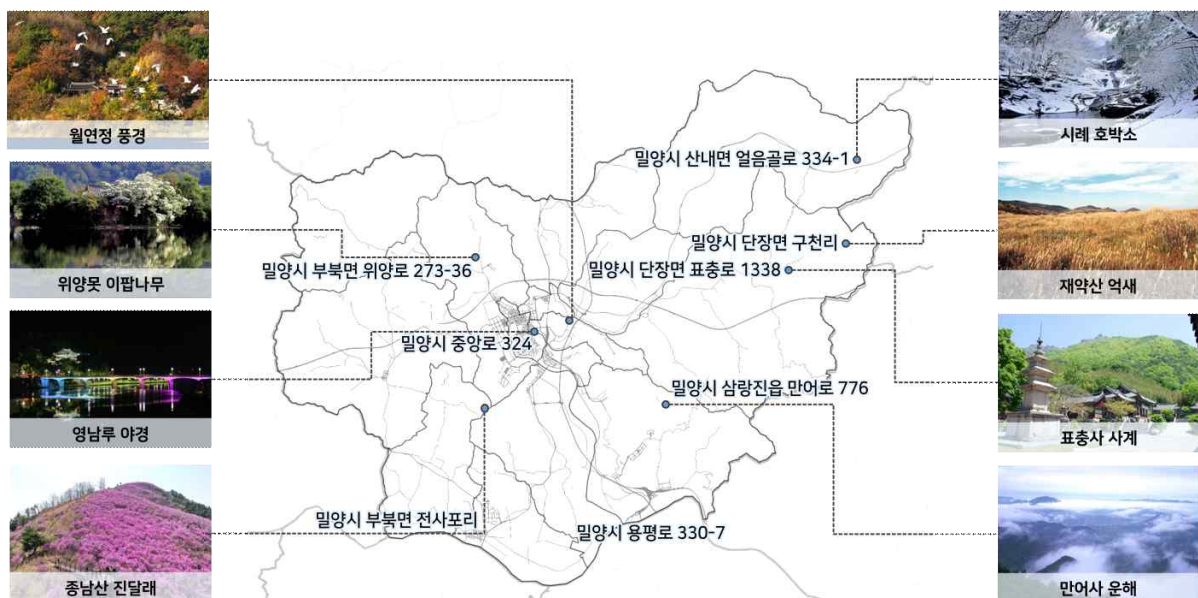 월연정 풍경
위양못 이팝나무
영남루 야경
종남산 진달래
밀양시 산내면 얼음골로 334-1
밀양시 단장면 구천리
밀양시 부북면 위양로 273-36
밀양시 단장면 표충로 1338
밀양시 중앙로 324
밀양시 삼랑진읍 만어로 776
밀양시 부북면 전사포리
밀양시 용평로 330-7
시례 호박소
재약산 억새
표충사 사계
만어사 운해